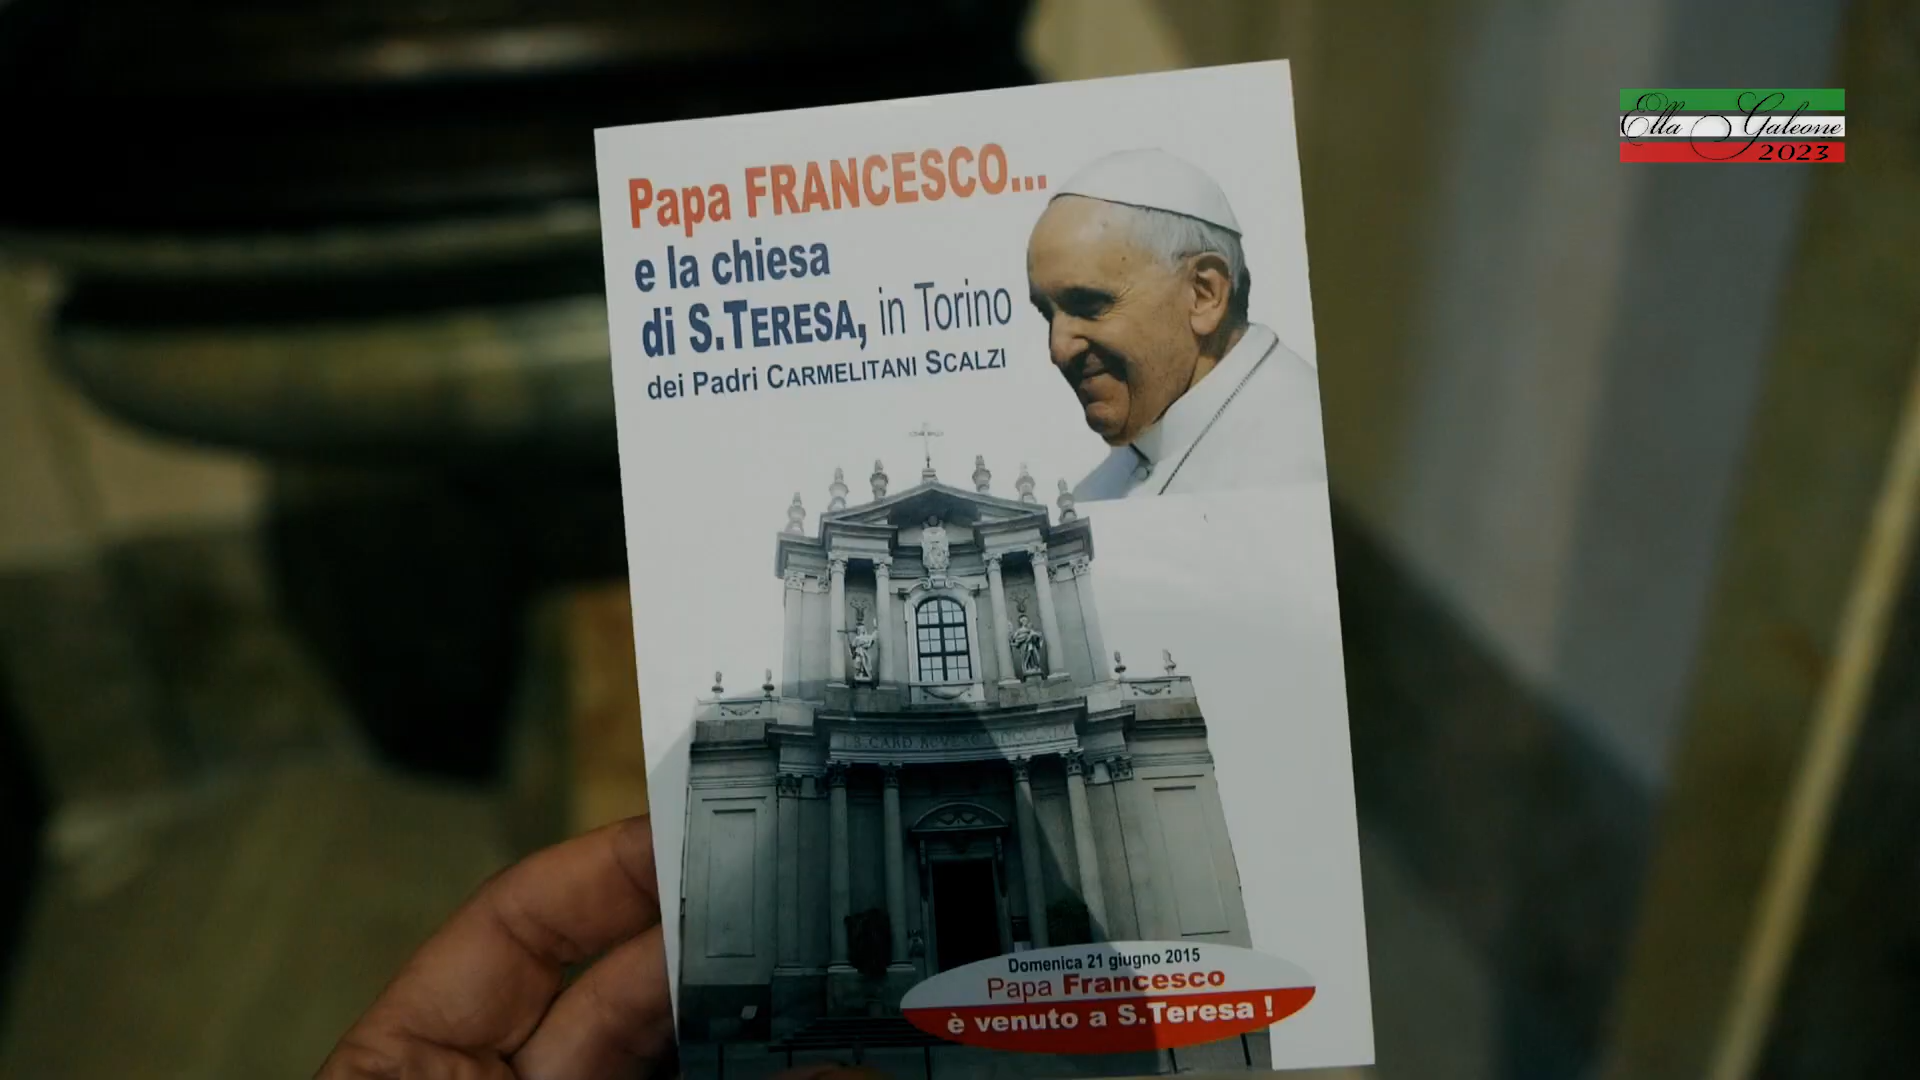 Papa FRANCESCO...
e la chiesa
di S.TERESA, in Torino
dei Padri CARMELITANI SCALZI
Domenica 21 giugno 2015
Papa Francesco
è venuto a S.Teresa !
Ella Galeone
2023